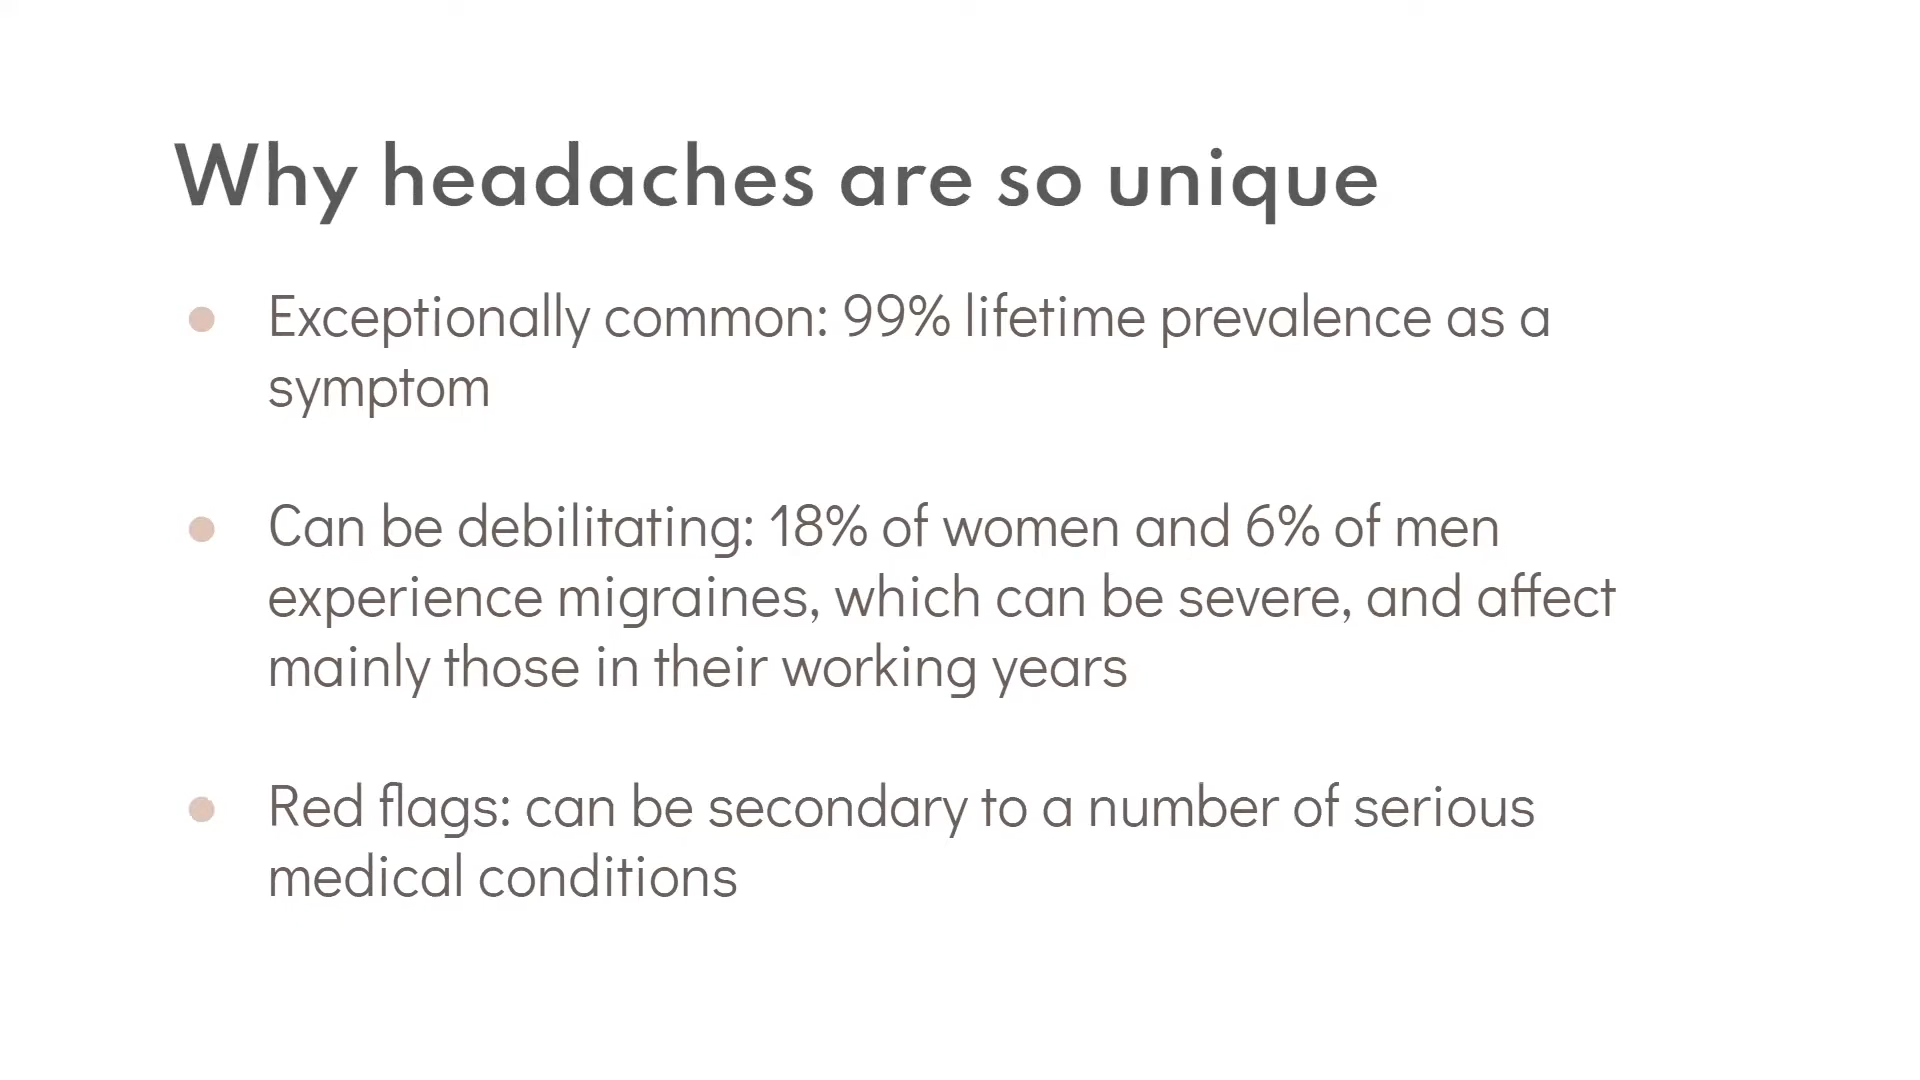 Why headaches are so unique
● Exceptionally common: 99% lifetime prevalence as a
symptom
● Can be debilitating: 18% of women and 6% of men
experience migraines, which can be severe, and affect
mainly those in their working years
● Red flags: can be secondary to a number of serious
medical conditions